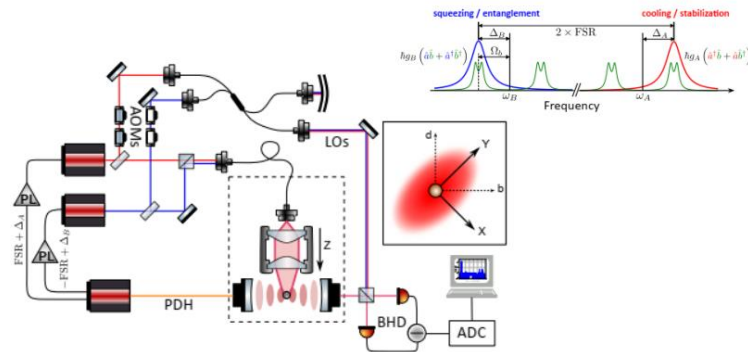 squeezing / entanglement
cooling / stabilization
Δ_B
2 × FSR
Δ_A
ħg_B (âb̂ + â†b̂†)
Ω_b
ħg_A (â†b̂ + âb̂†)
ω_B
ω_A
Frequency
AOMs
LOs
PL
PL
FSR + Δ_A
−FSR + Δ_B
Z
d
Y
b
X
PDH
BHD
ADC